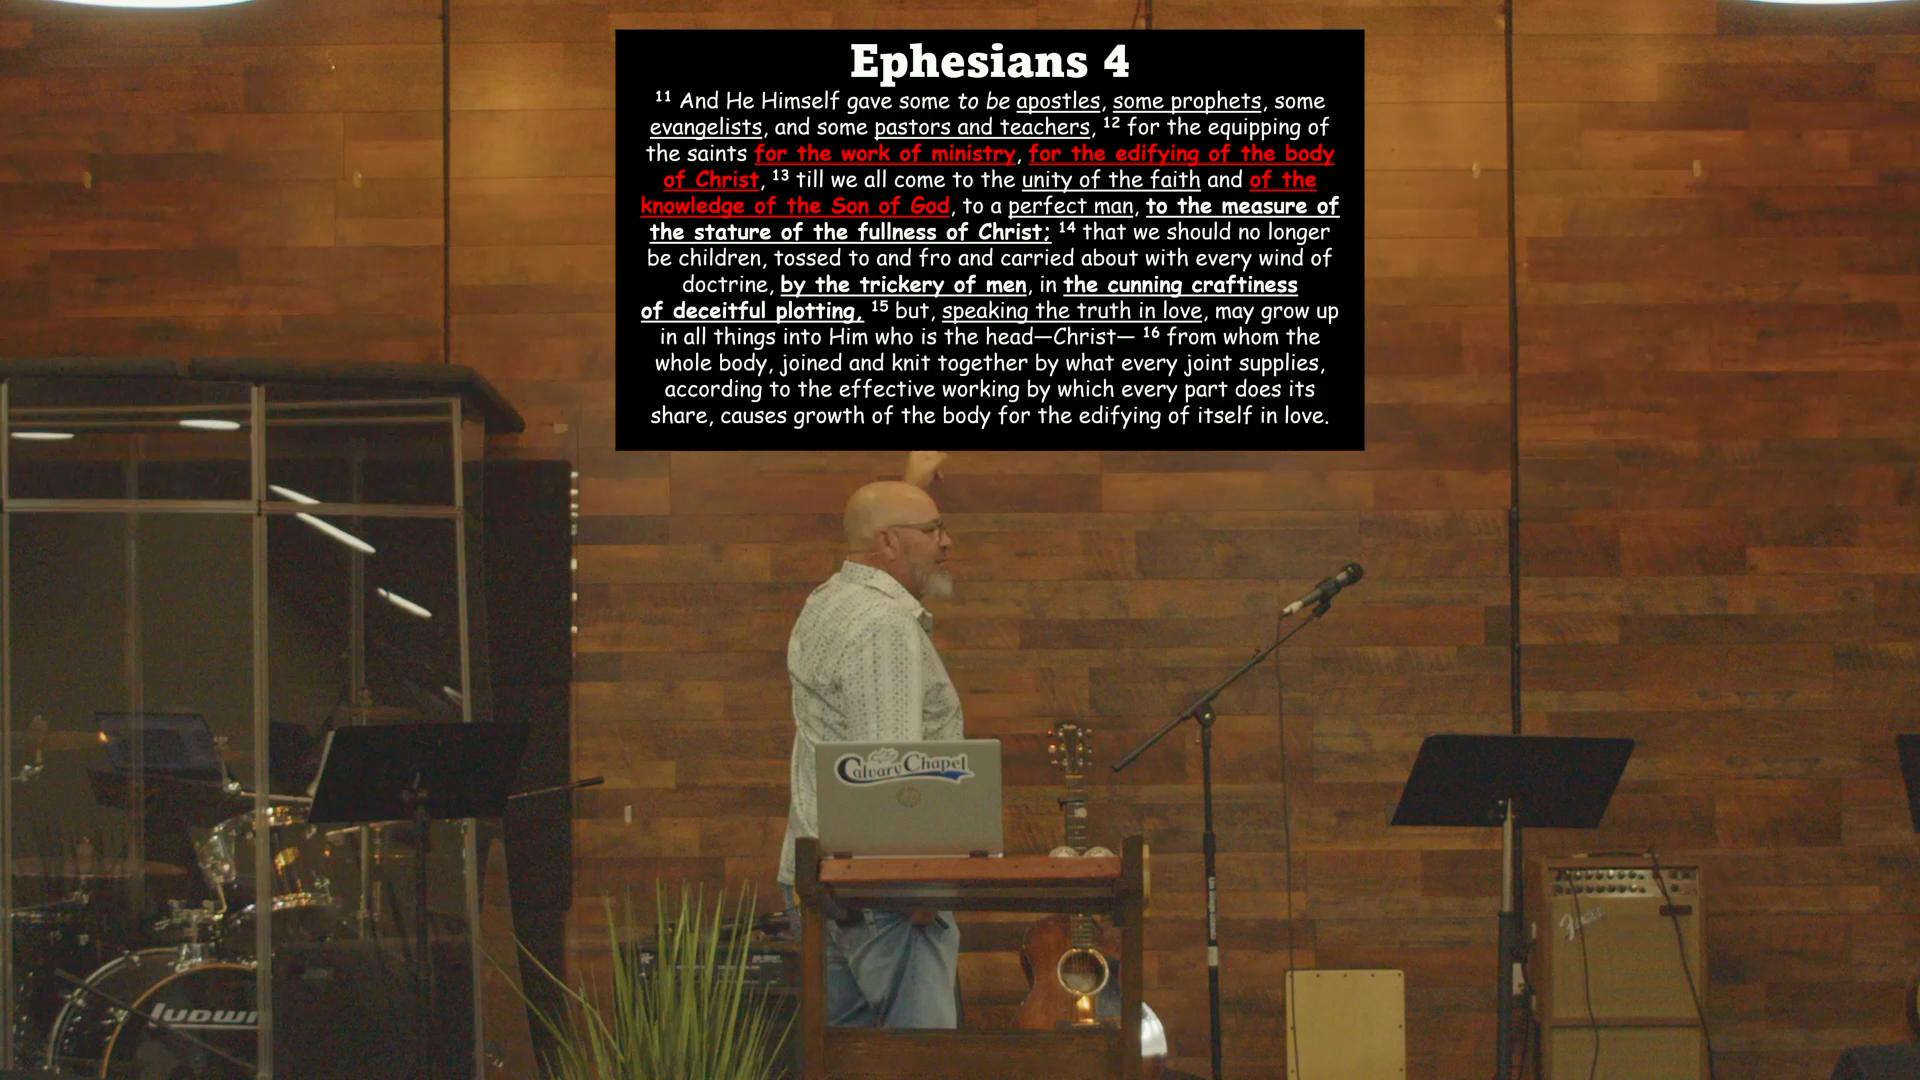 Ephesians 4
11 And He Himself gave some to be apostles, some prophets, some
evangelists, and some pastors and teachers, 12 for the equipping of
the saints for the work of ministry, for the edifying of the body
of Christ, 13 till we all come to the unity of the faith and of the
knowledge of the Son of God, to a perfect man, to the measure of
the stature of the fullness of Christ; 14 that we should no longer
be children, tossed to and fro and carried about with every wind of
doctrine, by the trickery of men, in the cunning craftiness
of deceitful plotting, 15 but, speaking the truth in love, may grow up
in all things into Him who is the head—Christ— 16 from whom the
whole body, joined and knit together by what every joint supplies,
according to the effective working by which every part does its
share, causes growth of the body for the edifying of itself in love.
Calvary Chapel
hp
Fender
ludwi